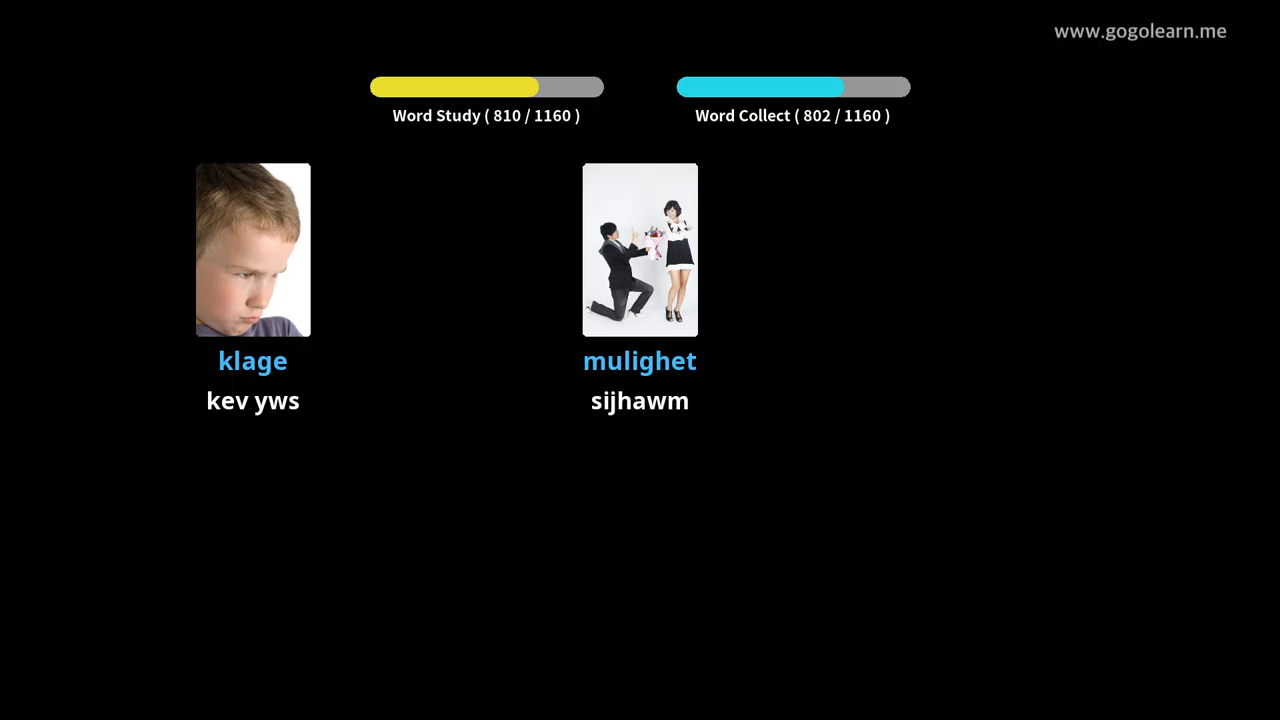 www.gogolearn.me
Word Study ( 810 / 1160 )
Word Collect ( 802 / 1160 )
klage
kev yws
mulighet
sijhawm